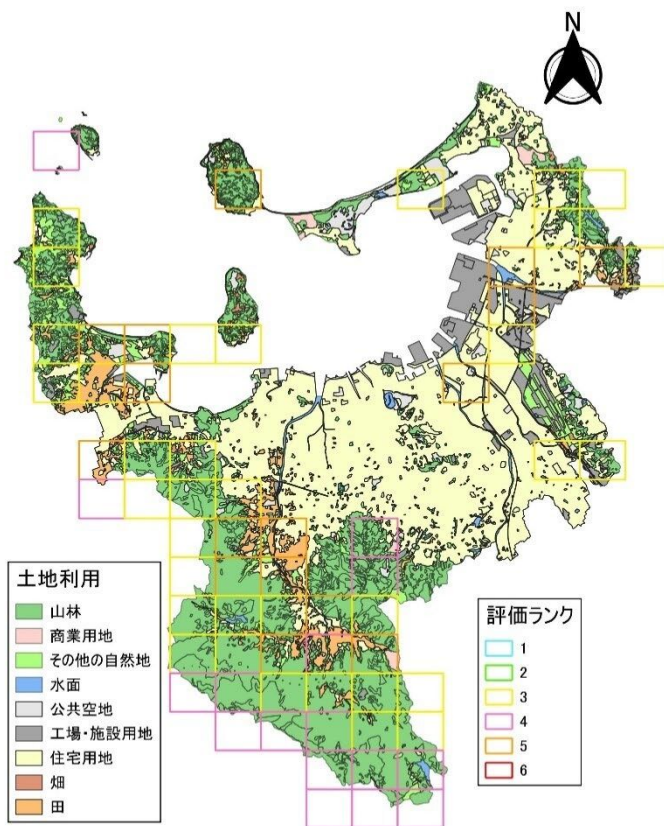 N
土地利用
山林
商業用地
その他の自然地
水面
公共空地
工場・施設用地
住宅用地
畑
田
評価ランク
1
2
3
4
5
6